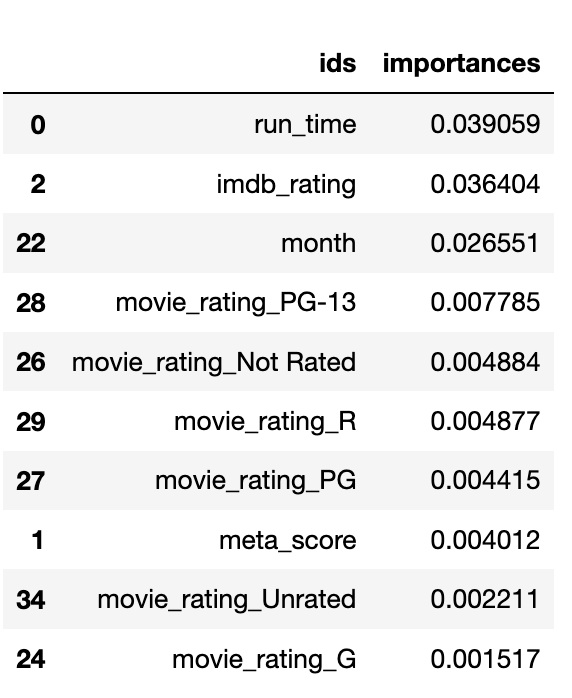 ids importances
0 run_time 0.039059
2 imdb_rating 0.036404
22 month 0.026551
28 movie_rating_PG-13 0.007785
26 movie_rating_Not Rated 0.004884
29 movie_rating_R 0.004877
27 movie_rating_PG 0.004415
1 meta_score 0.004012
34 movie_rating_Unrated 0.002211
24 movie_rating_G 0.001517